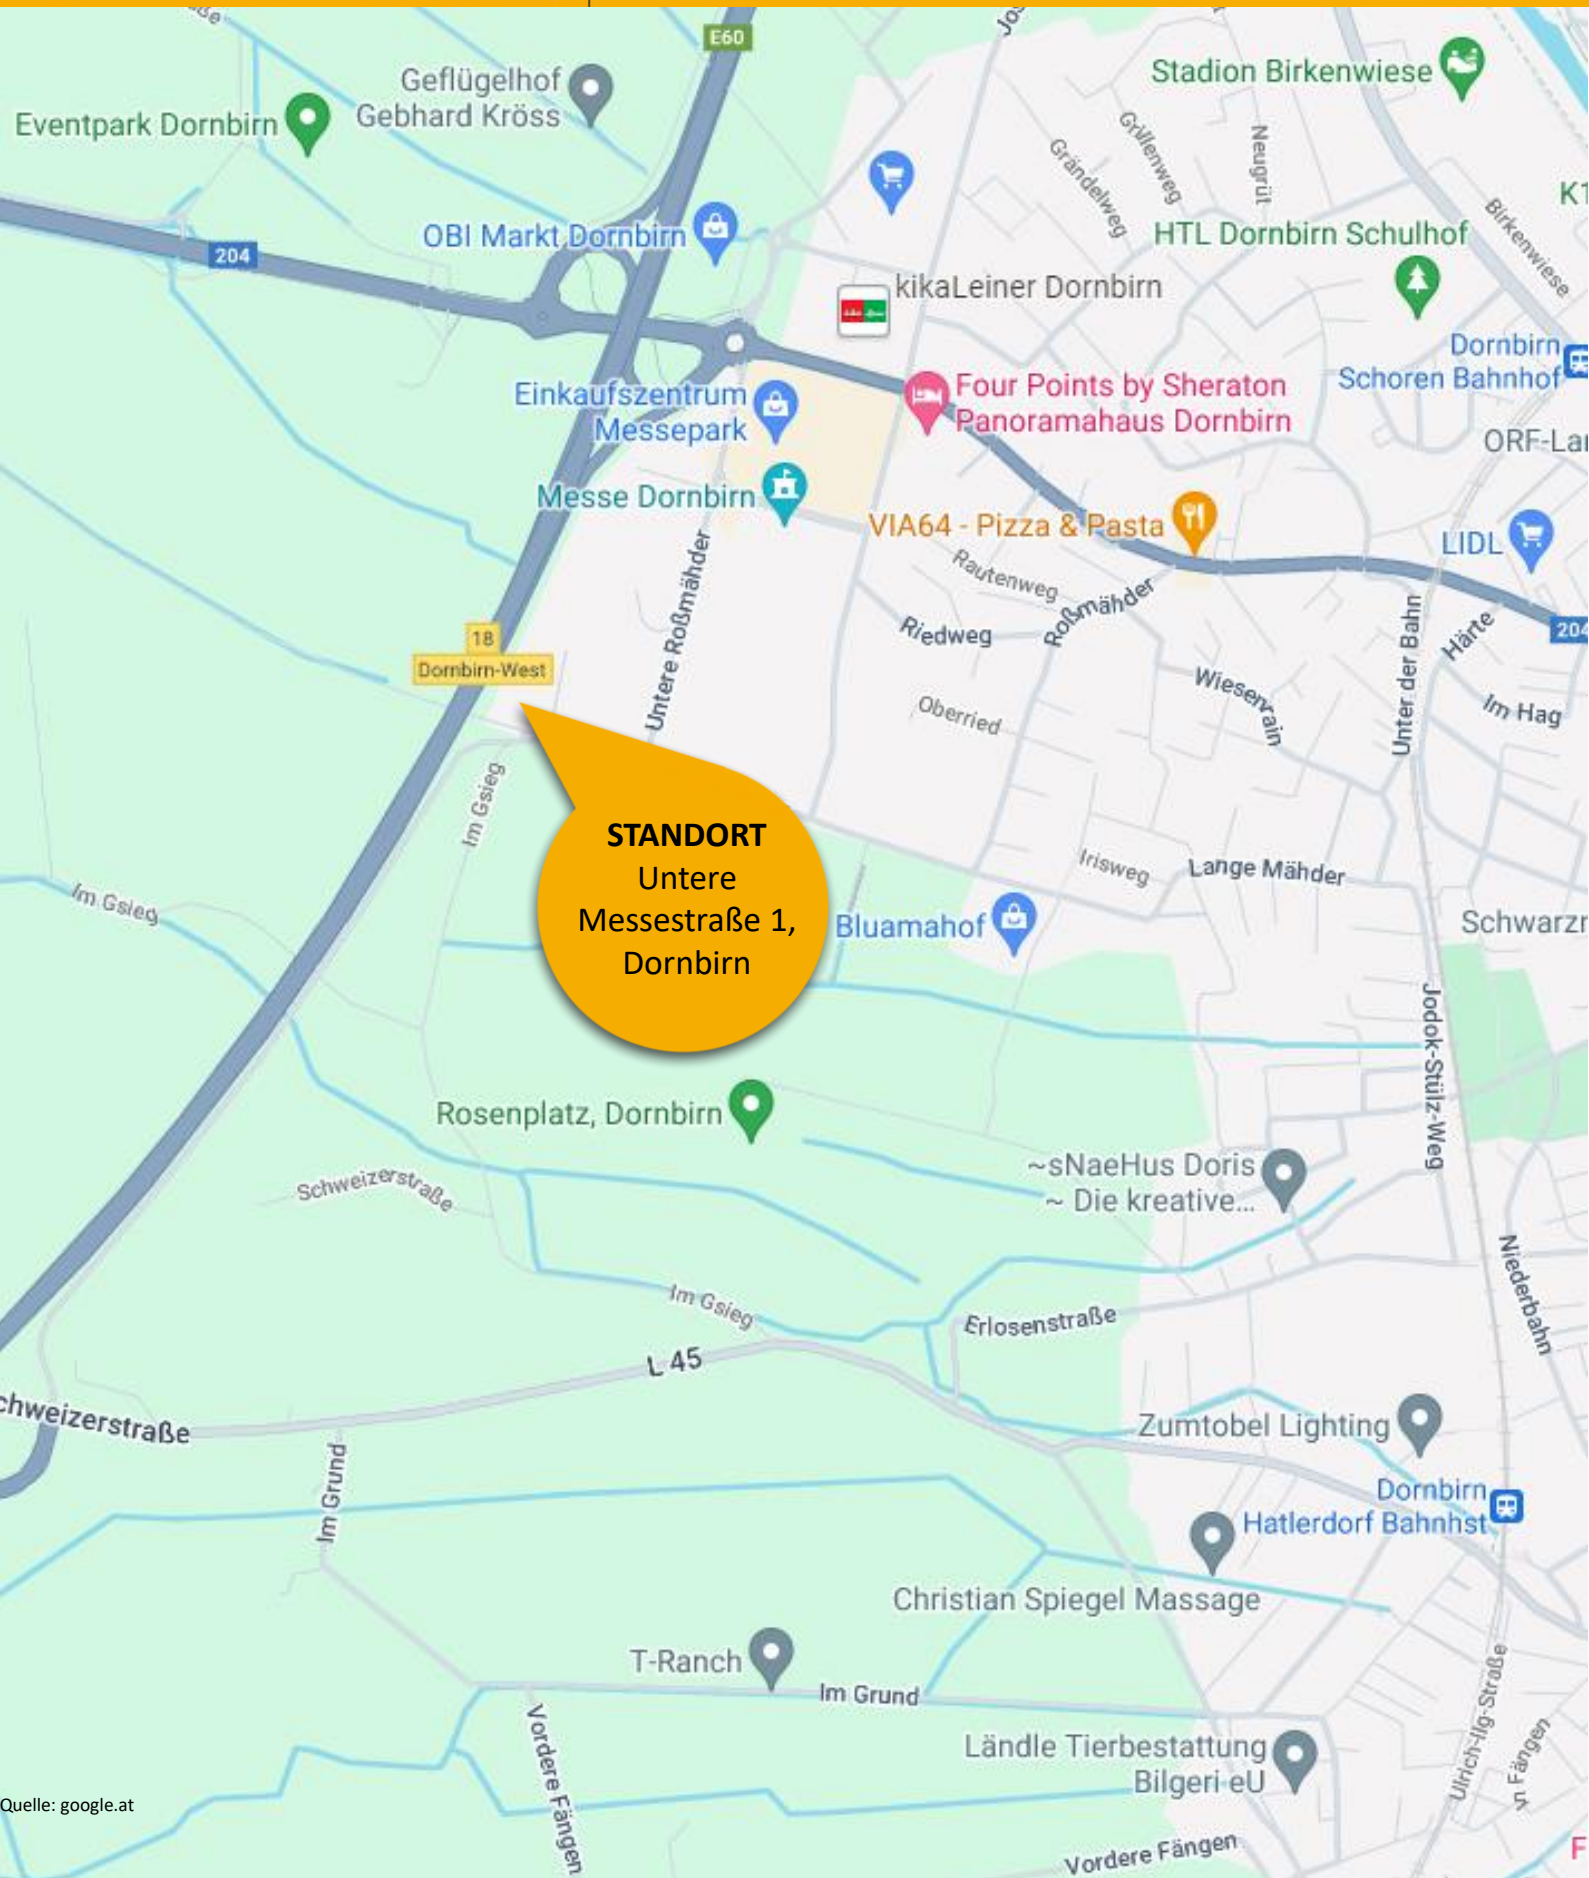 E60
Geflügelhof
Gebhard Kröss
Stadion Birkenwiese
Eventpark Dornbirn
Grillenweg
Neugrüt
Grändelweg
K1
Birkenwiese
OBI Markt Dornbirn
HTL Dornbirn Schulhof
204
kikaLeiner Dornbirn
Dornbirn
Schoren Bahnhof
Einkaufszentrum
Messepark
Four Points by Sheraton
Panoramahaus Dornbirn
ORF-La
Messe Dornbirn
VIA64 - Pizza & Pasta
LIDL
Rautenweg
Roßmähder
Riedweg
Untere Roßmähder
Unter der Bahn
Härte
204
18
Dornbirn-West
Wiesenrain
Oberried
Im Hag
Im Gsieg
STANDORT
Untere
Messestraße 1,
Dornbirn
Irisweg
Lange Mähder
Im Gsieg
Bluamahof
Schwarz
Jodok-Stülz-Weg
Rosenplatz, Dornbirn
~sNaeHus Doris
~ Die kreative...
Schweizerstraße
Niederbahn
Im Gsieg
Erlosenstraße
L 45
chweizerstraße
Zumtobel Lighting
Im Grund
Dornbirn
Hatlerdorf Bahnhst
Christian Spiegel Massage
T-Ranch
Im Grund
Ulrich-Ilg-Straße
Vordere Fängen
Ländle Tierbestattung
Bilgeri eU
n Fängen
Quelle: google.at
Vordere Fängen
F